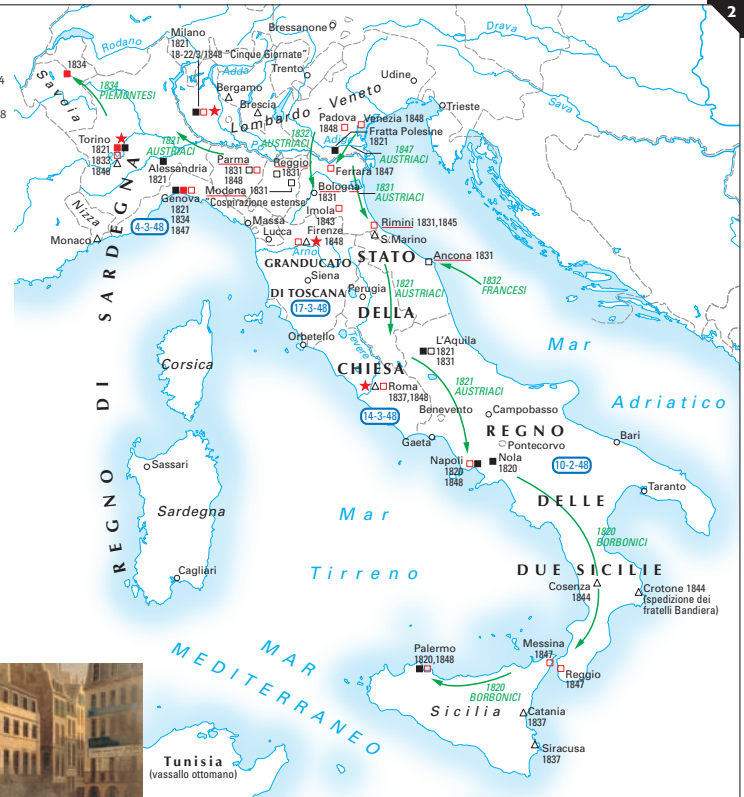 2
Milano
1821
18-22/3/1848 "Cinque Giornate"
Bressanone
Trento
Udine
Trieste
Drava
Sava
Rodano
Adda
1834
Savoia
1834
PIEMONTESI
Bergamo
Brescia
Lombardo - Veneto
Padova
1848
Venezia 1848
Fratta Polesine
1821
1847
AUSTRIACI
1832
AUSTRIACI
1821
AUSTRIACI
Torino
1821
1833
1848
Alessandria
1821
Parma
1831
1848
Reggio
1831
Modena 1831
"Cospirazione estense"
Ferrara 1847
Bologna
1831
1831
AUSTRIACI
Imola
1843
Rimini 1831,1845
S.Marino
Genova
1821
1834
1847
Nizza
Monaco
4-3-48
Massa
Lucca
Firenze
1848
Arno
GRANDUCATO
Siena
DI TOSCANA
17-3-48
Orbetello
Perugia
Tevere
STATO
DELLA
CHIESA
Ancona 1831
1832
FRANCESI
1821
AUSTRIACI
L'Aquila
1821
1831
Roma
1837,1848
14-3-48
1821
AUSTRIACI
Benevento
Campobasso
Gaeta
REGNO
Pontecorvo
Napoli
1820
1848
Nola
1820
10-2-48
Bari
Taranto
DELLE
DUE SICILIE
1820
BORBONICI
Cosenza
1844
Crotone 1844
(spedizione dei
fratelli Bandiera)
Mar
Adriatico
Corsica
REGNO DI SARDEGNA
Sassari
Sardegna
Cagliari
Mar
Tirreno
MAR
MEDITERRANEO
Palermo
1820,1848
Messina
1847
Reggio
1847
1820
BORBONICI
Sicilia
Catania
1837
Siracusa
1837
Tunisia
(vassallo ottomano)